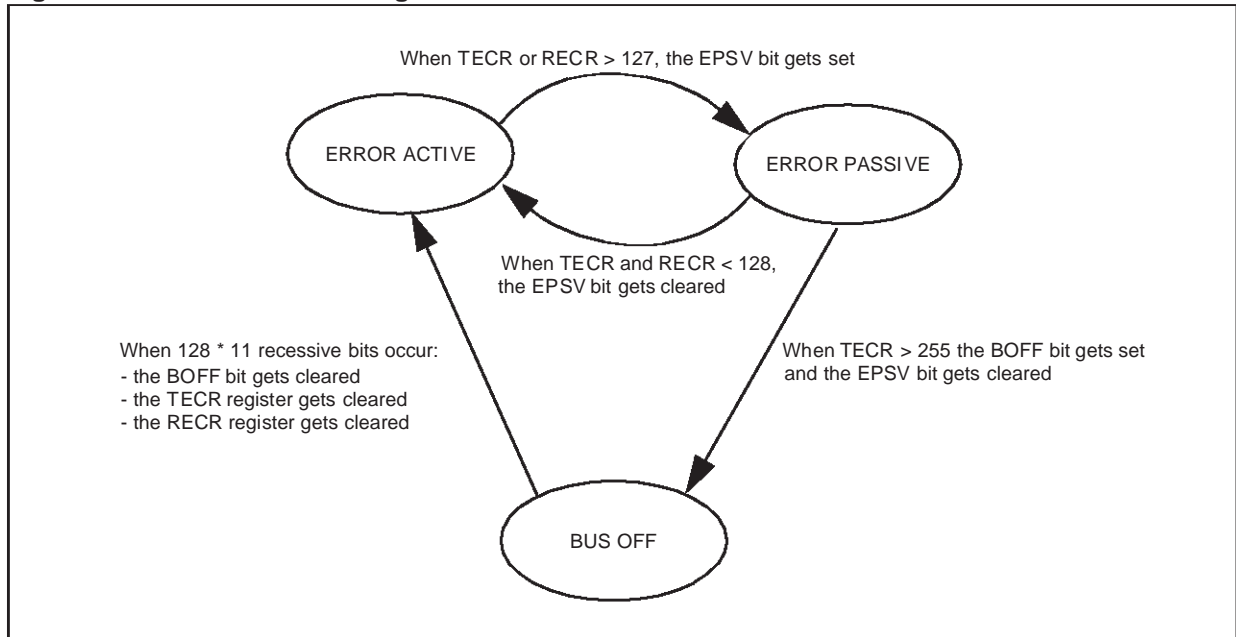 When TECR or RECR > 127, the EPSV bit gets set
ERROR ACTIVE
ERROR PASSIVE
When TECR and RECR < 128,
the EPSV bit gets cleared
When 128 * 11 recessive bits occur:
- the BOFF bit gets cleared
- the TECR register gets cleared
- the RECR register gets cleared
When TECR > 255 the BOFF bit gets set
and the EPSV bit gets cleared
BUS OFF